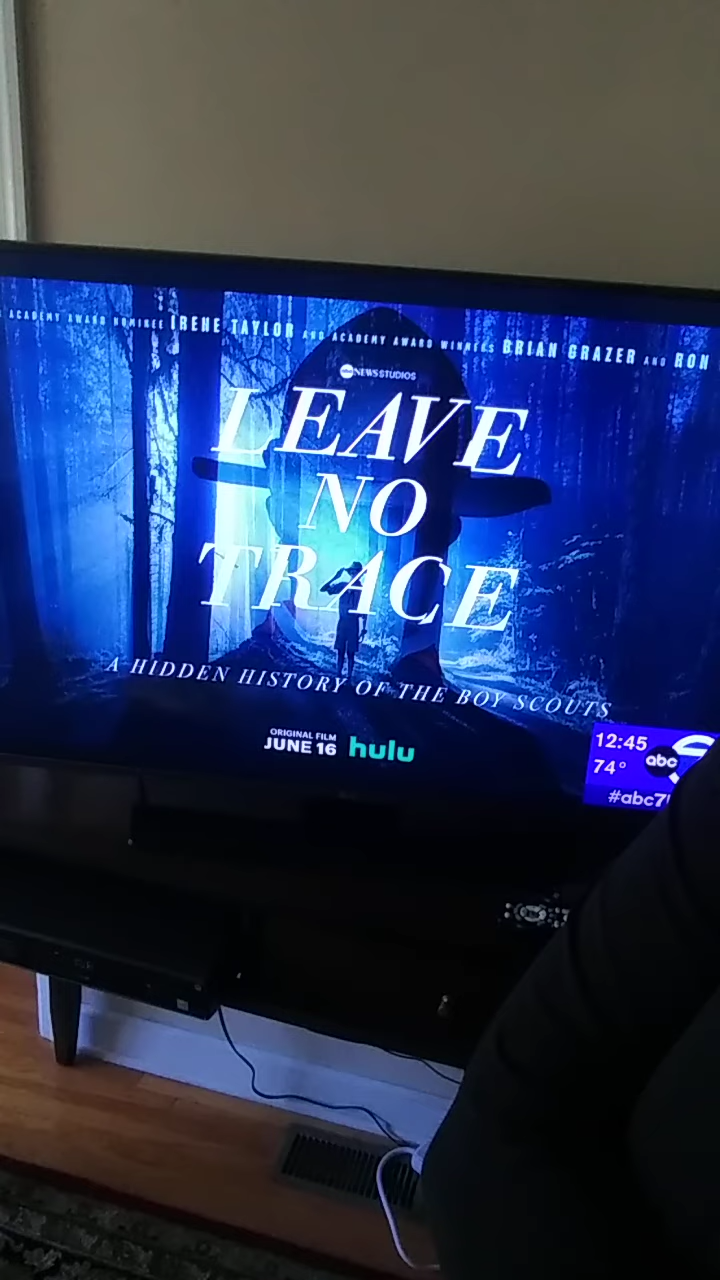 ACADEMY AWARD NOMINEE IRENE TAYLOR AND ACADEMY AWARD WINNERS BRIAN GRAZER AND RON
abc NEWS STUDIOS
LEAVE
NO
TRACE
A HIDDEN HISTORY OF THE BOY SCOUTS
ORIGINAL FILM
JUNE 16 hulu
12:45
74°
abc
#abc7